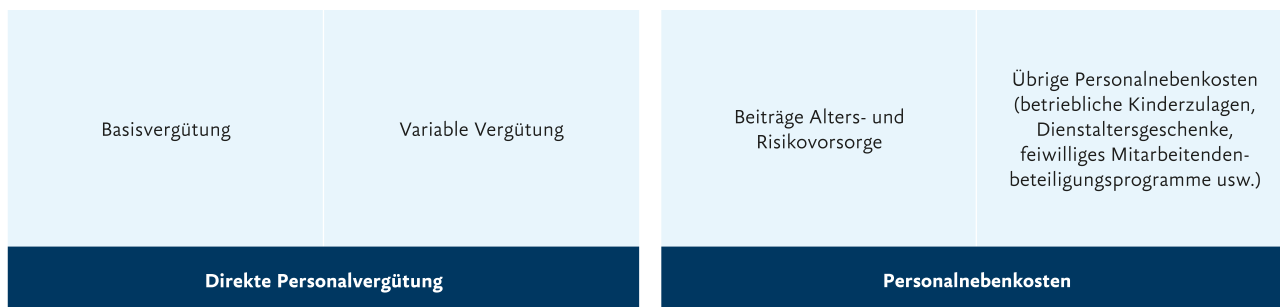 Basisvergütung
Variable Vergütung
Beiträge Alters- und
Risikovorsorge
Übrige Personalnebenkosten
(betriebliche Kinderzulagen,
Dienstaltersgeschenke,
feiwilliges Mitarbeitenden-
beteiligungsprogramme usw.)
Direkte Personalvergütung
Personalnebenkosten